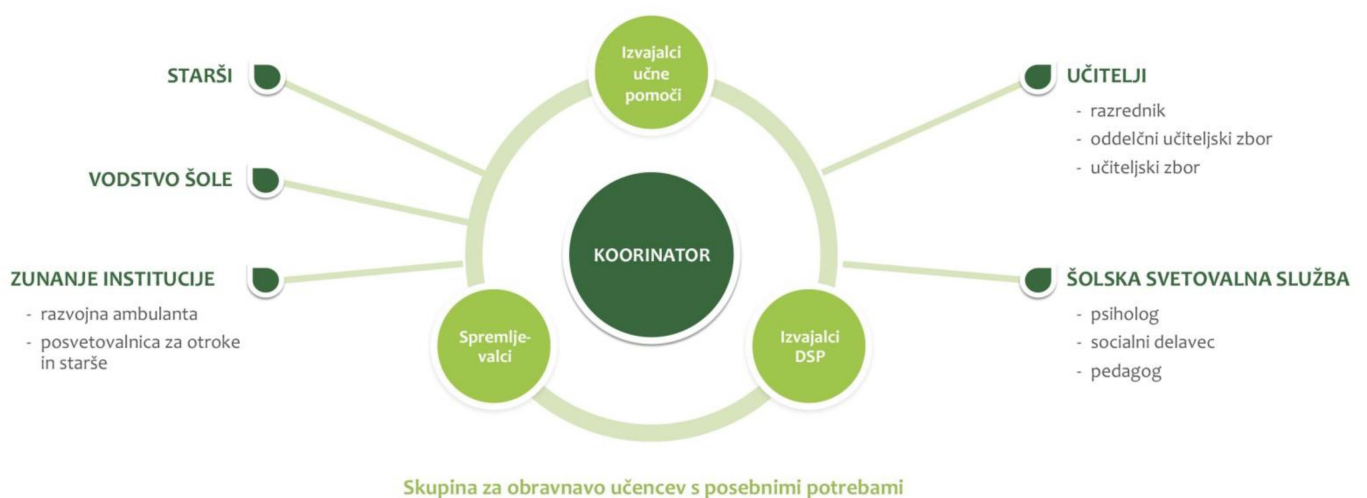 STARŠI
VODSTVO ŠOLE
ZUNANJE INSTITUCIJE
- razvojna ambulanta
- posvetovalnica za otroke
in starše
Izvajalci
učne
pomoči
KOORINATOR
Spremlje-
valci
Izvajalci
DSP
UČITELJI
- razrednik
- oddelčni učiteljski zbor
- učiteljski zbor
ŠOLSKA SVETOVALNA SLUŽBA
- psiholog
- socialni delavec
- pedagog
Skupina za obravnavo učencev s posebnimi potrebami